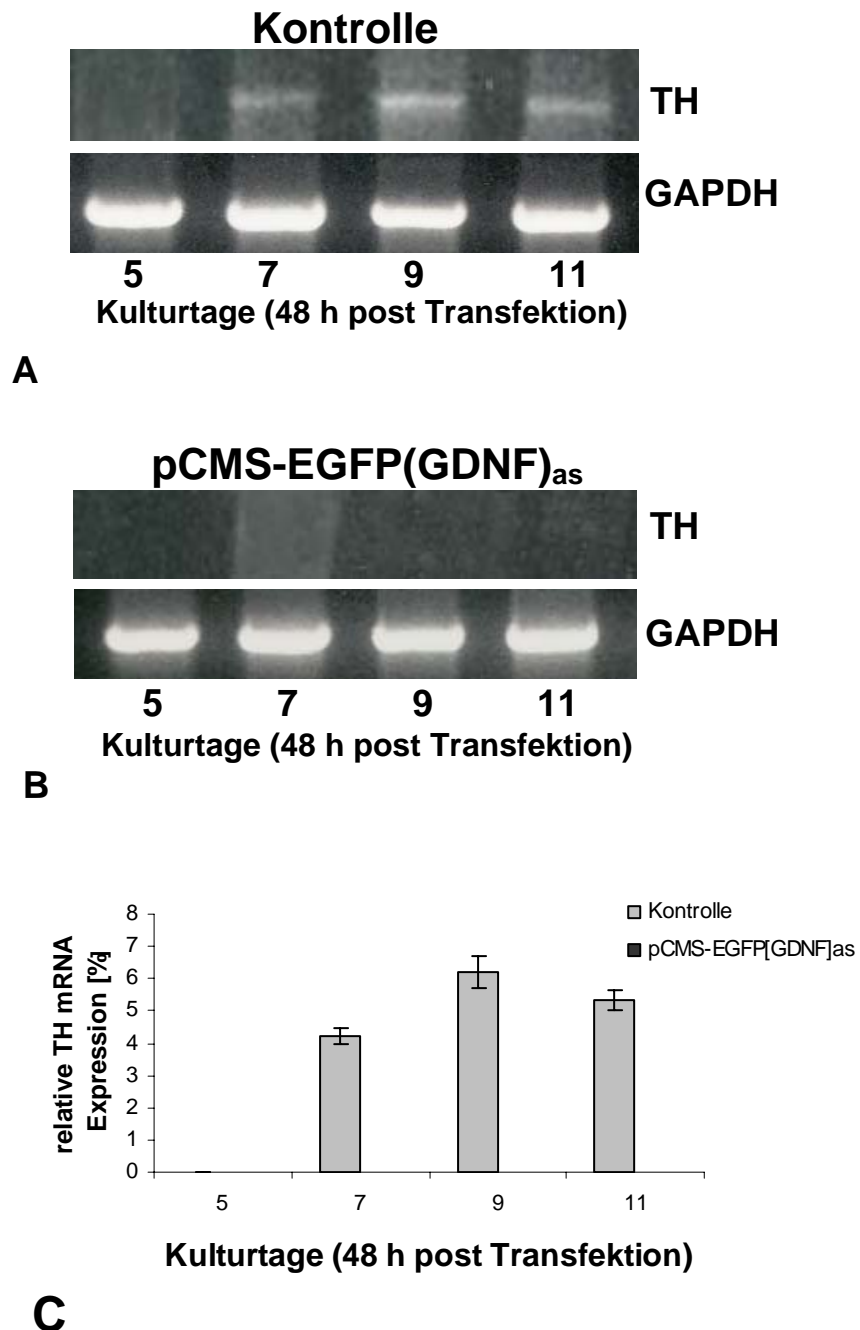 Kontrolle
TH
GAPDH
5 7 9 11
Kulturtage (48 h post Transfektion)
A
pCMS-EGFP(GDNF)as
TH
GAPDH
5 7 9 11
Kulturtage (48 h post Transfektion)
B
relative TH mRNA
Expression [%]
8
7
6
5
4
3
2
1
0
5 7 9 11
Kontrolle
pCMS-EGFP[GDNF]as
Kulturtage (48 h post Transfektion)
C